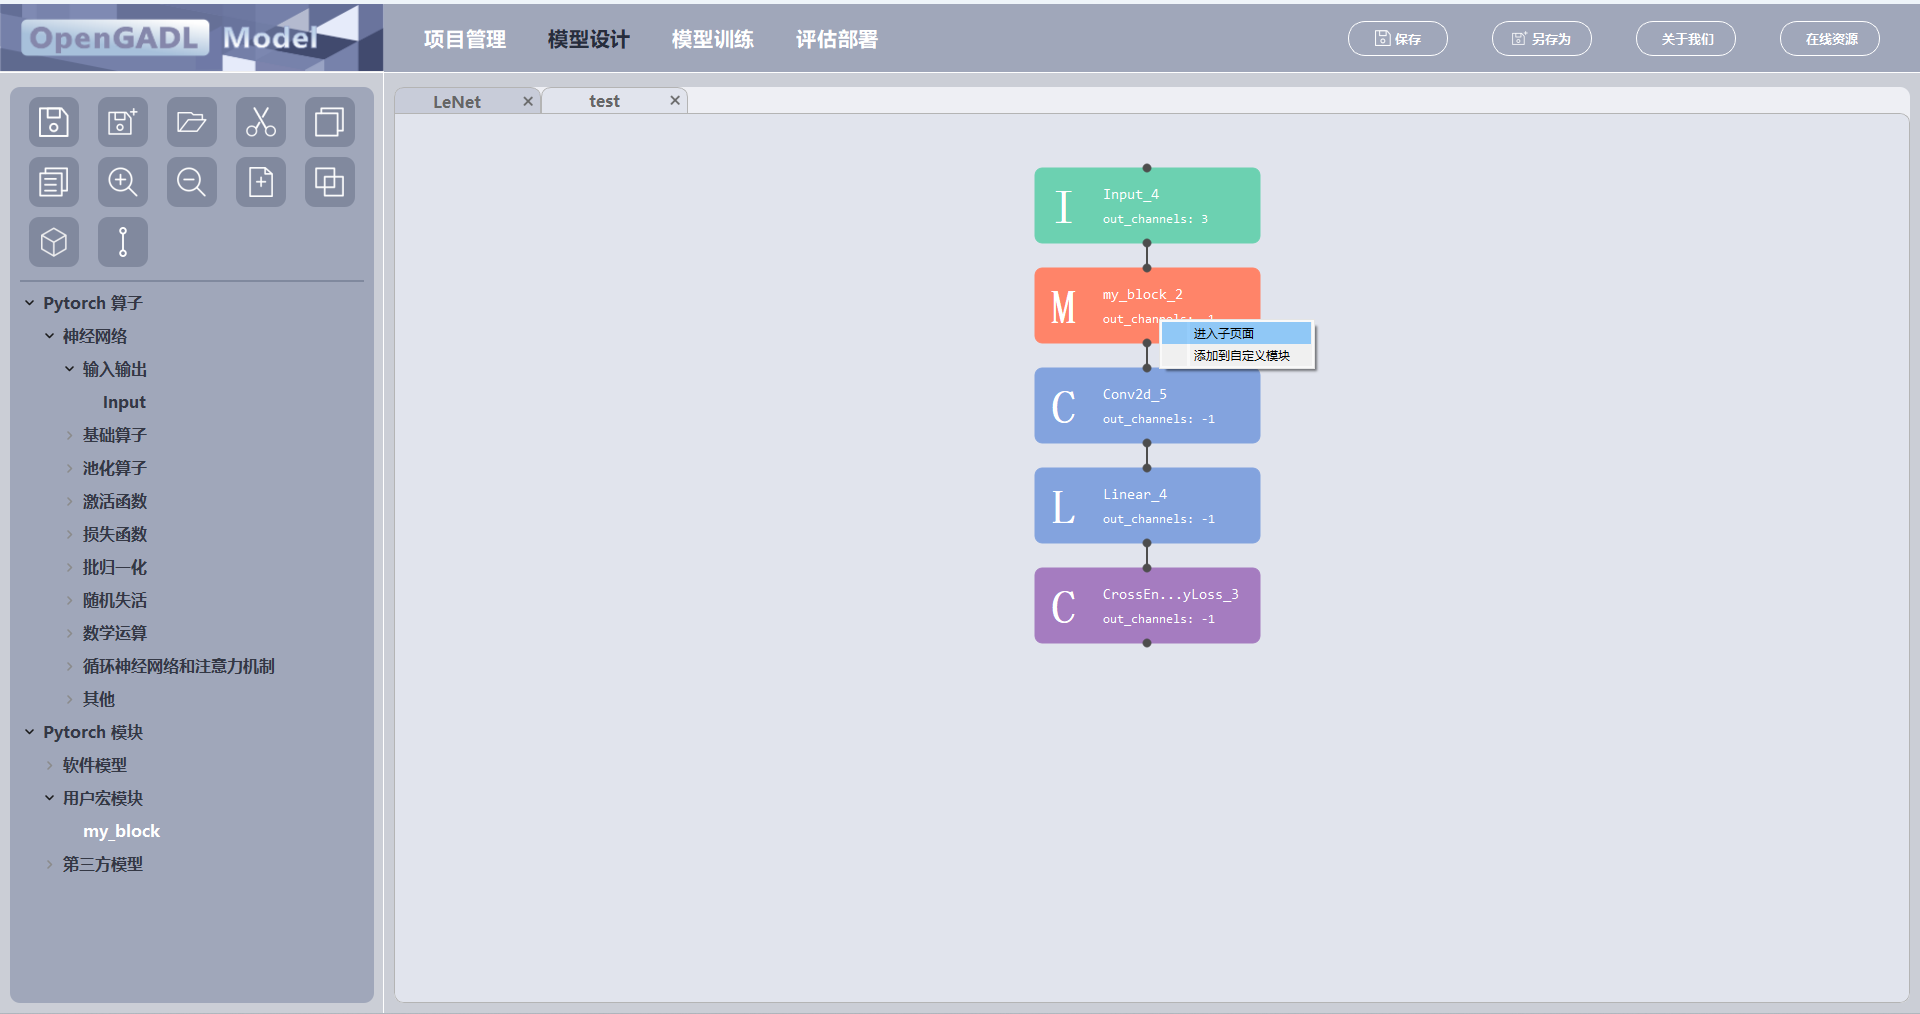 OpenGADL Model
项目管理
模型设计
模型训练
评估部署
保存
另存为
关于我们
在线资源
LeNet
test
Pytorch 算子
神经网络
输入输出
Input
基础算子
池化算子
激活函数
损失函数
批归一化
随机失活
数学运算
循环神经网络和注意力机制
其他
Pytorch 模块
软件模型
用户宏模块
my_block
第三方模型
I
Input_4
out_channels: 3
M
my_block_2
out_channels: -1
进入子页面
添加到自定义模块
C
Conv2d_5
out_channels: -1
L
Linear_4
out_channels: -1
C
CrossEn...yLoss_3
out_channels: -1